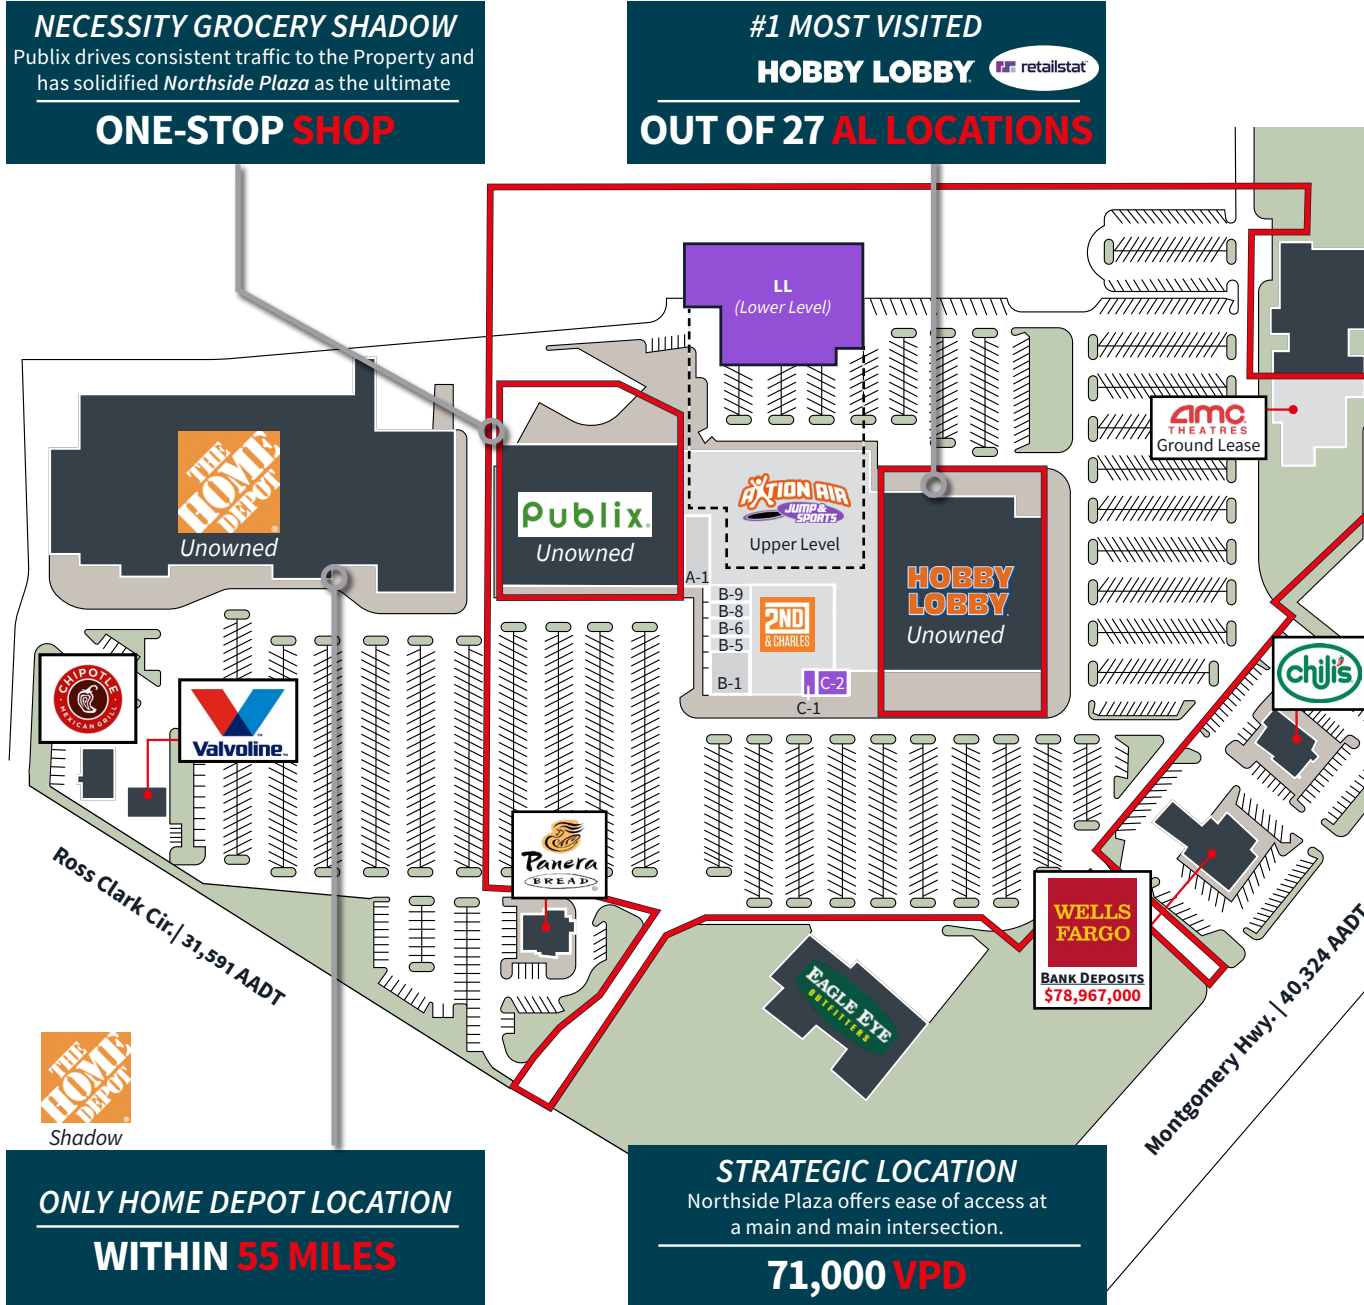 NECESSITY GROCERY SHADOW
Publix drives consistent traffic to the Property and
has solidified Northside Plaza as the ultimate
ONE-STOP SHOP
#1 MOST VISITED
HOBBY LOBBY. retailstat
OUT OF 27 AL LOCATIONS
LL
(Lower Level)
AMC
THEATRES
Ground Lease
THE
HOME
DEPOT
Unowned
Publix.
Unowned
AXTION AIR
JUMP &
SPORTS
Upper Level
HOBBY
LOBBY
Unowned
A-1
B-9
B-8
B-6
B-5
B-1
2ND
& CHARLES
C-2
C-1
chili's
CHIPOTLE
MEXICAN GRILL
Valvoline
Panera
BREAD
WELLS
FARGO
BANK DEPOSITS
$78,967,000
EAGLE EYE
OUTFITTERS
Ross Clark Cir. | 31,591 AADT
Montgomery Hwy. | 40,324 AADT
THE
HOME
DEPOT
Shadow
ONLY HOME DEPOT LOCATION
WITHIN 55 MILES
STRATEGIC LOCATION
Northside Plaza offers ease of access at
a main and main intersection.
71,000 VPD